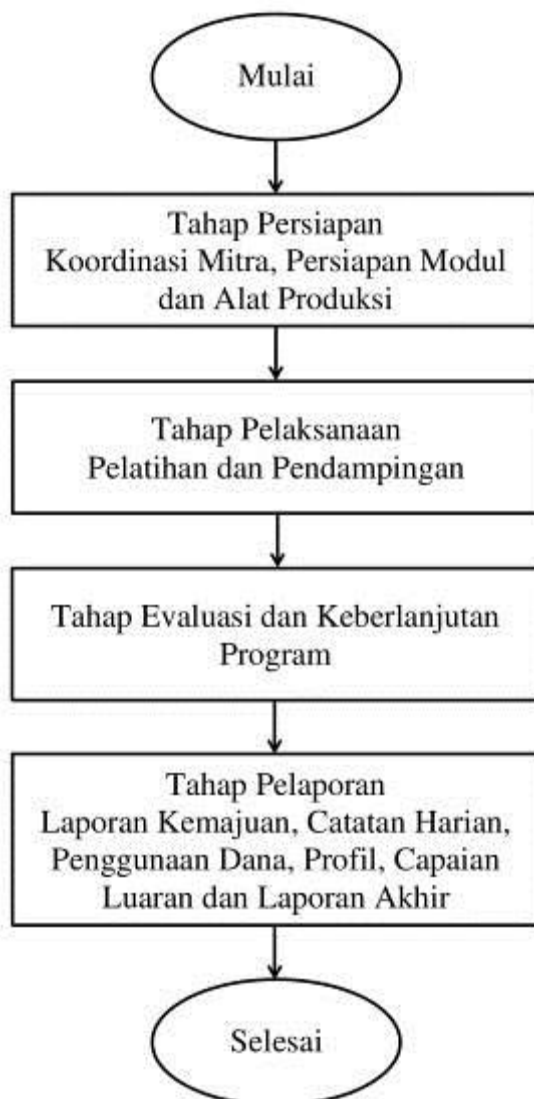 Mulai
Tahap Persiapan
Koordinasi Mitra, Persiapan Modul
dan Alat Produksi
Tahap Pelaksanaan
Pelatihan dan Pendampingan
Tahap Evaluasi dan Keberlanjutan
Program
Tahap Pelaporan
Laporan Kemajuan, Catatan Harian,
Penggunaan Dana, Profil, Capaian
Luaran dan Laporan Akhir
Selesai